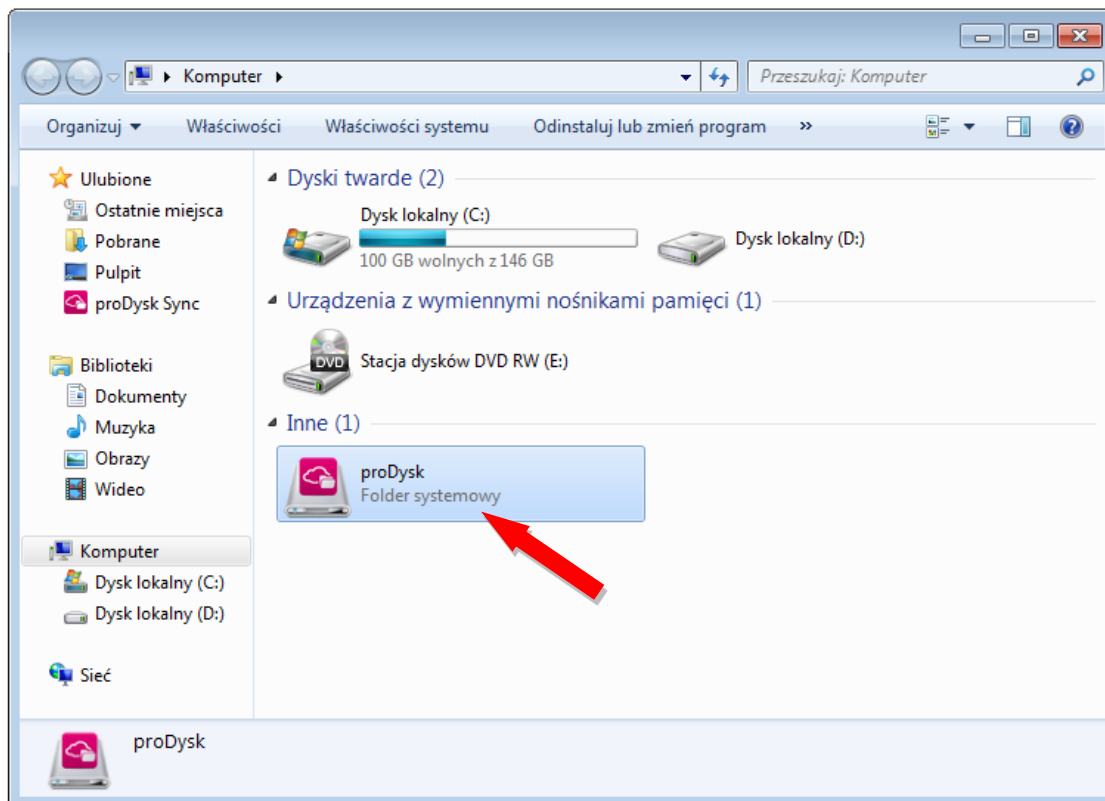 Komputer
Przeszukaj: Komputer
Organizuj
Właściwości
Właściwości systemu
Odinstaluj lub zmień program
»
Ulubione
Ostatnie miejsca
Pobrane
Pulpit
proDysk Sync
Biblioteki
Dokumenty
Muzyka
Obrazy
Wideo
Komputer
Dysk lokalny (C:)
Dysk lokalny (D:)
Sieć
Dyski twarde (2)
Dysk lokalny (C:)
100 GB wolnych z 146 GB
Dysk lokalny (D:)
Urządzenia z wymiennymi nośnikami pamięci (1)
DVD
Stacja dysków DVD RW (E:)
Inne (1)
proDysk
Folder systemowy
proDysk